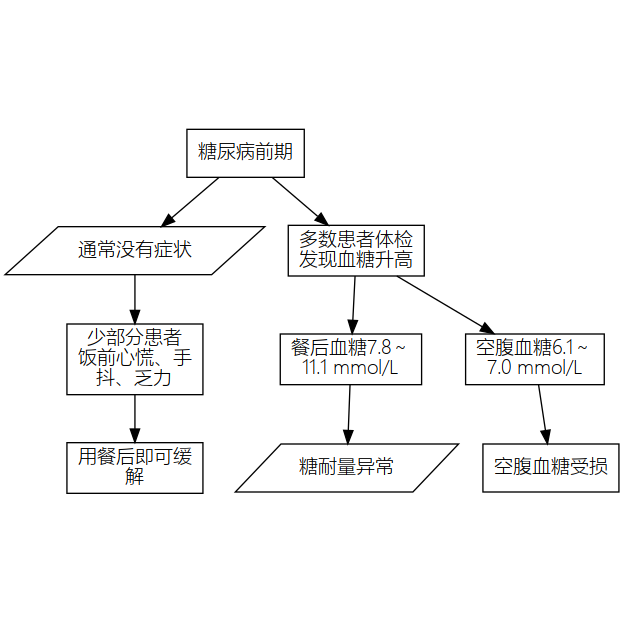 糖尿病前期
通常没有症状
多数患者体检
发现血糖升高
少部分患者
饭前心慌、手
抖、乏力
餐后血糖7.8～
11.1 mmol/L
空腹血糖6.1～
7.0 mmol/L
用餐后即可缓
解
糖耐量异常
空腹血糖受损